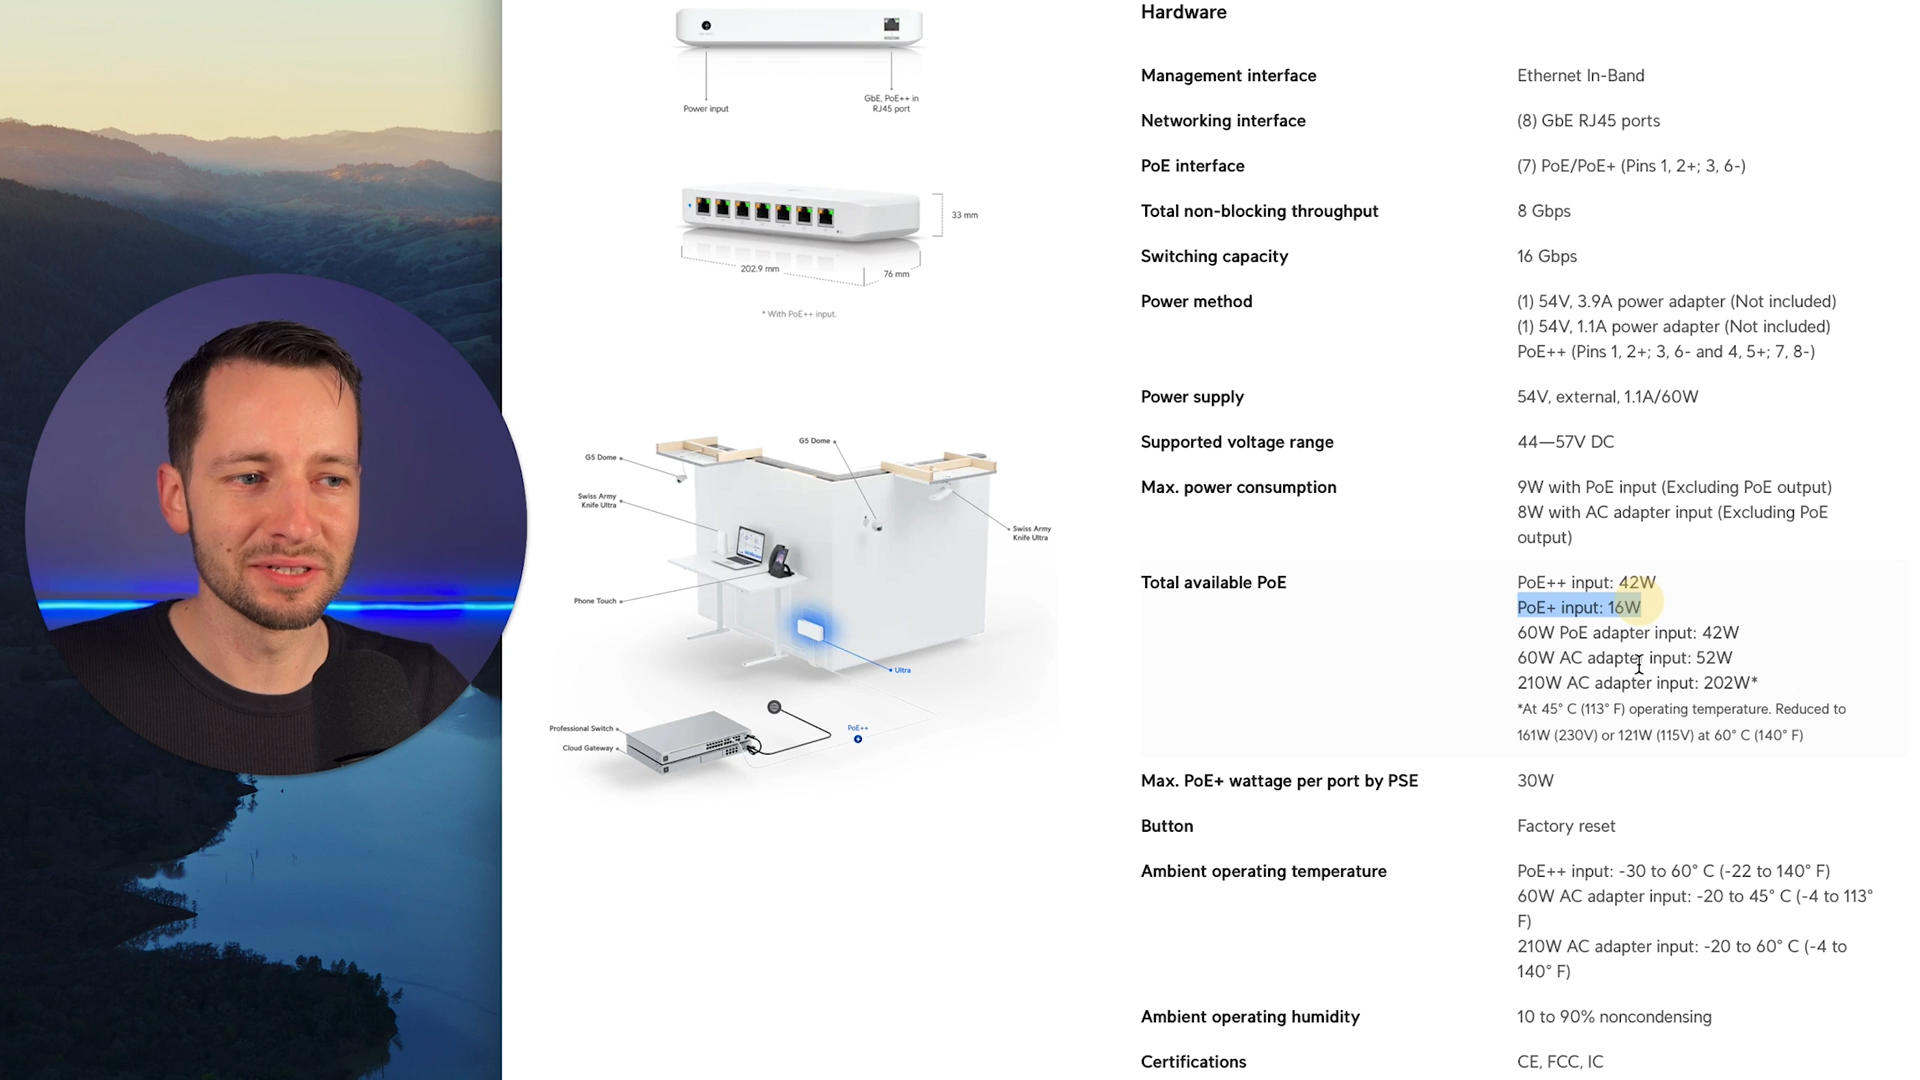 Hardware
Power input
GbE, PoE++ in
RJ45 port
33 mm
202.9 mm
76 mm
* With PoE++ input.
G5 Dome
G5 Dome
Swiss Army
Knife Ultra
Swiss Army
Knife Ultra
Phone Touch
Ultra
Professional Switch
Cloud Gateway
PoE++
Management interface
Ethernet In-Band
Networking interface
(8) GbE RJ45 ports
PoE interface
(7) PoE/PoE+ (Pins 1, 2+; 3, 6-)
Total non-blocking throughput
8 Gbps
Switching capacity
16 Gbps
Power method
(1) 54V, 3.9A power adapter (Not included)
(1) 54V, 1.1A power adapter (Not included)
PoE++ (Pins 1, 2+; 3, 6- and 4, 5+; 7, 8-)
Power supply
54V, external, 1.1A/60W
Supported voltage range
44—57V DC
Max. power consumption
9W with PoE input (Excluding PoE output)
8W with AC adapter input (Excluding PoE
output)
Total available PoE
PoE++ input: 42W
PoE+ input: 16W
60W PoE adapter input: 42W
60W AC adapter input: 52W
210W AC adapter input: 202W*
*At 45° C (113° F) operating temperature. Reduced to
161W (230V) or 121W (115V) at 60° C (140° F)
Max. PoE+ wattage per port by PSE
30W
Button
Factory reset
Ambient operating temperature
PoE++ input: -30 to 60° C (-22 to 140° F)
60W AC adapter input: -20 to 45° C (-4 to 113°
F)
210W AC adapter input: -20 to 60° C (-4 to
140° F)
Ambient operating humidity
10 to 90% noncondensing
Certifications
CE, FCC, IC